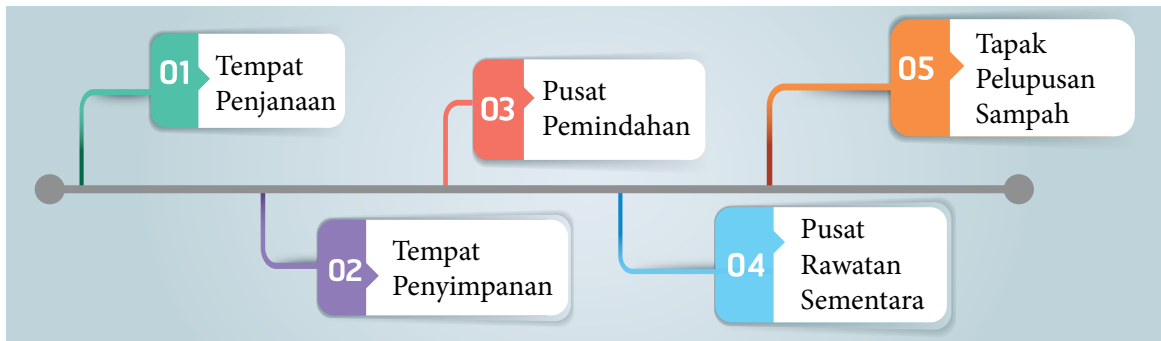 01
Tempat
Penjanaan
02
Tempat
Penyimpanan
03
Pusat
Pemindahan
04
Pusat
Rawatan
Sementara
05
Tapak
Pelupusan
Sampah